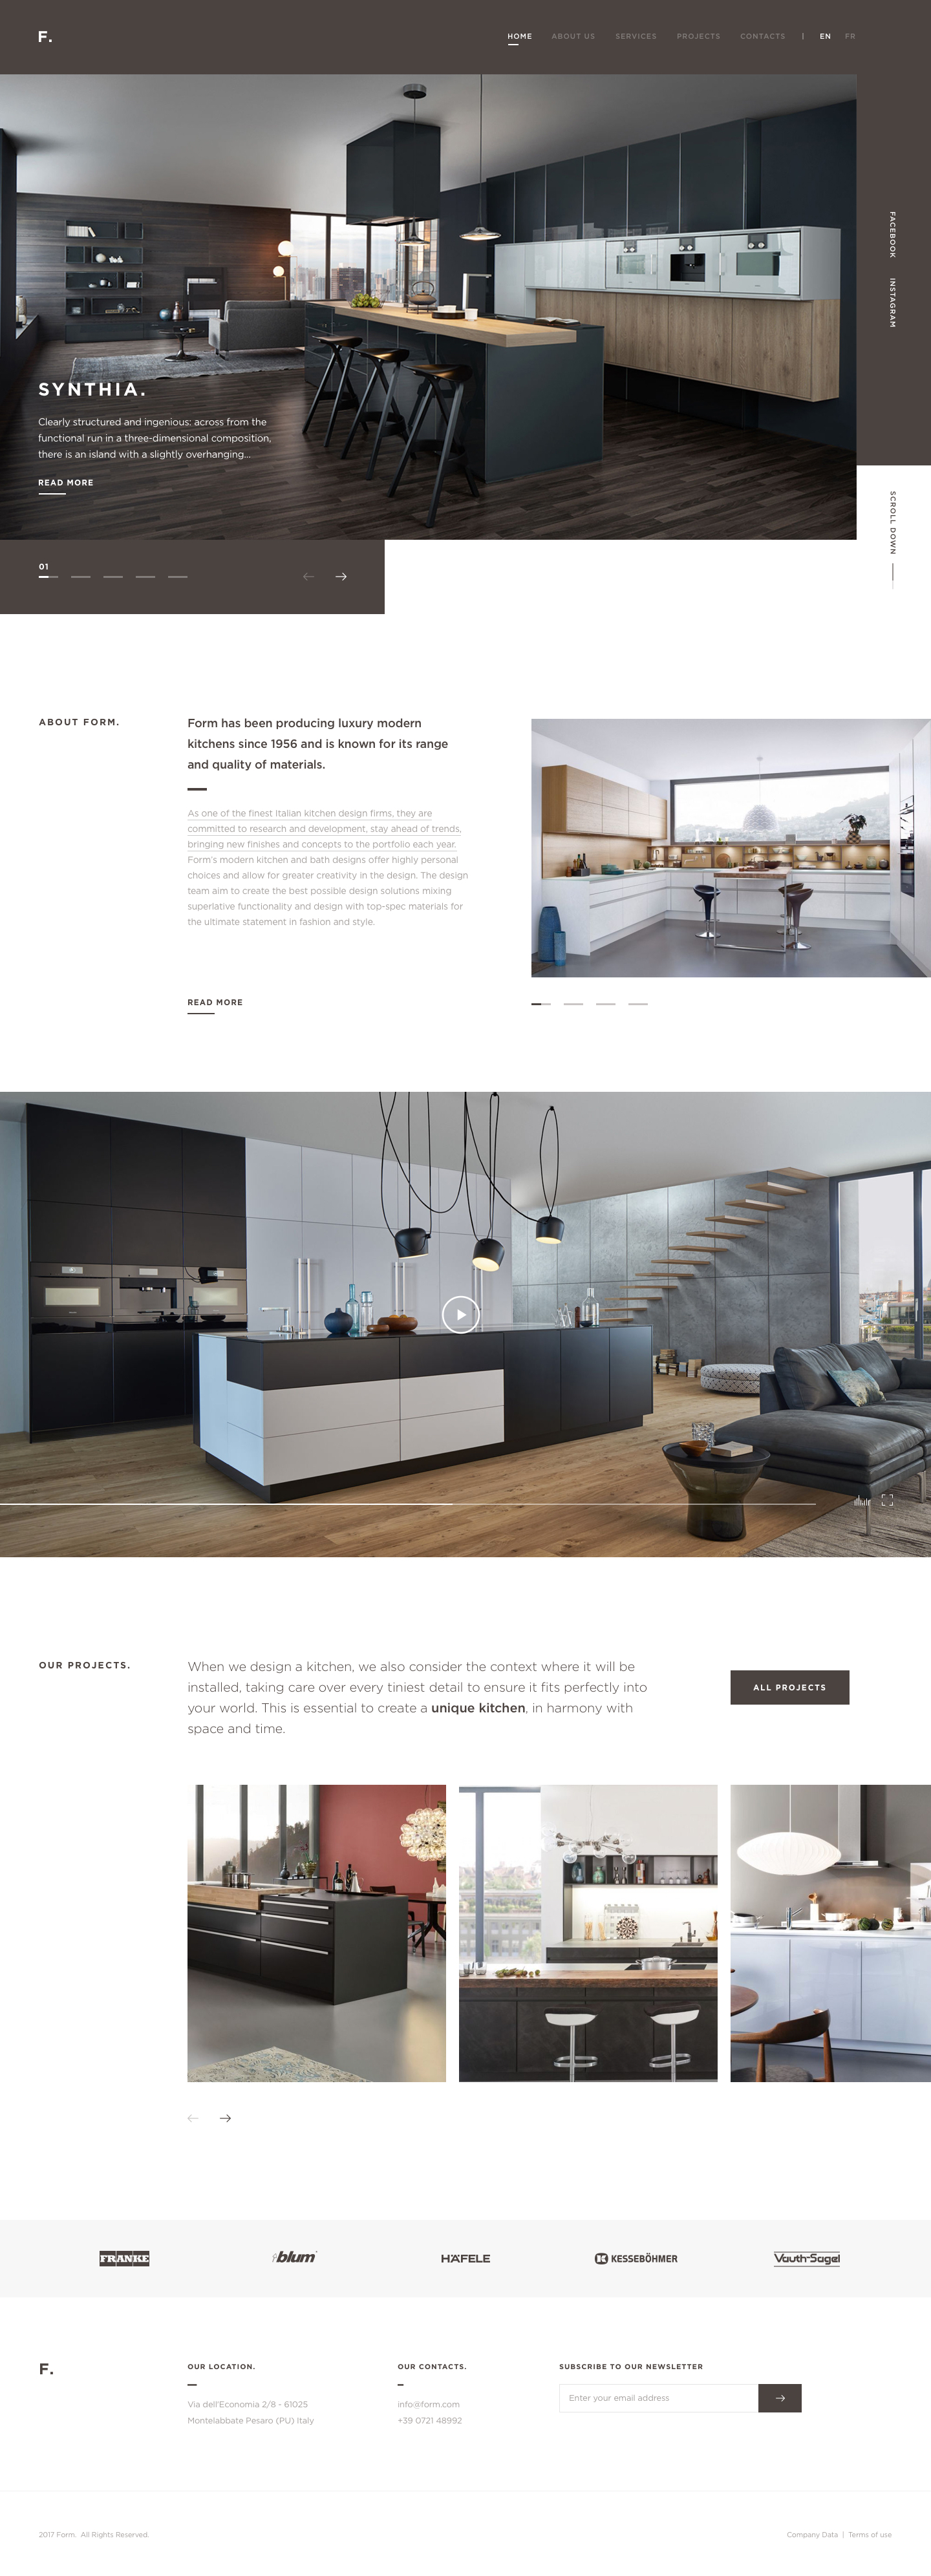 F.
HOME ABOUT US SERVICES PROJECTS CONTACTS | EN FR
FACEBOOK
INSTAGRAM
SYNTHIA.
Clearly structured and ingenious: across from the
functional run in a three-dimensional composition,
there is an island with a slightly overhanging...
READ MORE
SCROLL DOWN
01
ABOUT FORM.
Form has been producing luxury modern
kitchens since 1956 and is known for its range
and quality of materials.
As one of the finest Italian kitchen design firms, they are
committed to research and development, stay ahead of trends,
bringing new finishes and concepts to the portfolio each year.
Form's modern kitchen and bath designs offer highly personal
choices and allow for greater creativity in the design. The design
team aim to create the best possible design solutions mixing
superlative functionality and design with top-spec materials for
the ultimate statement in fashion and style.
READ MORE
OUR PROJECTS.
When we design a kitchen, we also consider the context where it will be
installed, taking care over every tiniest detail to ensure it fits perfectly into
your world. This is essential to create a unique kitchen, in harmony with
space and time.
ALL PROJECTS
FRANKE
blum
HÄFELE
KESSEBÖHMER
Vauth-Sagel
F.
OUR LOCATION.
Via dell'Economia 2/8 - 61025
Montelabbate Pesaro (PU) Italy
OUR CONTACTS.
info@form.com
+39 0721 48992
SUBSCRIBE TO OUR NEWSLETTER
Enter your email address
2017 Form. All Rights Reserved.
Company Data | Terms of use